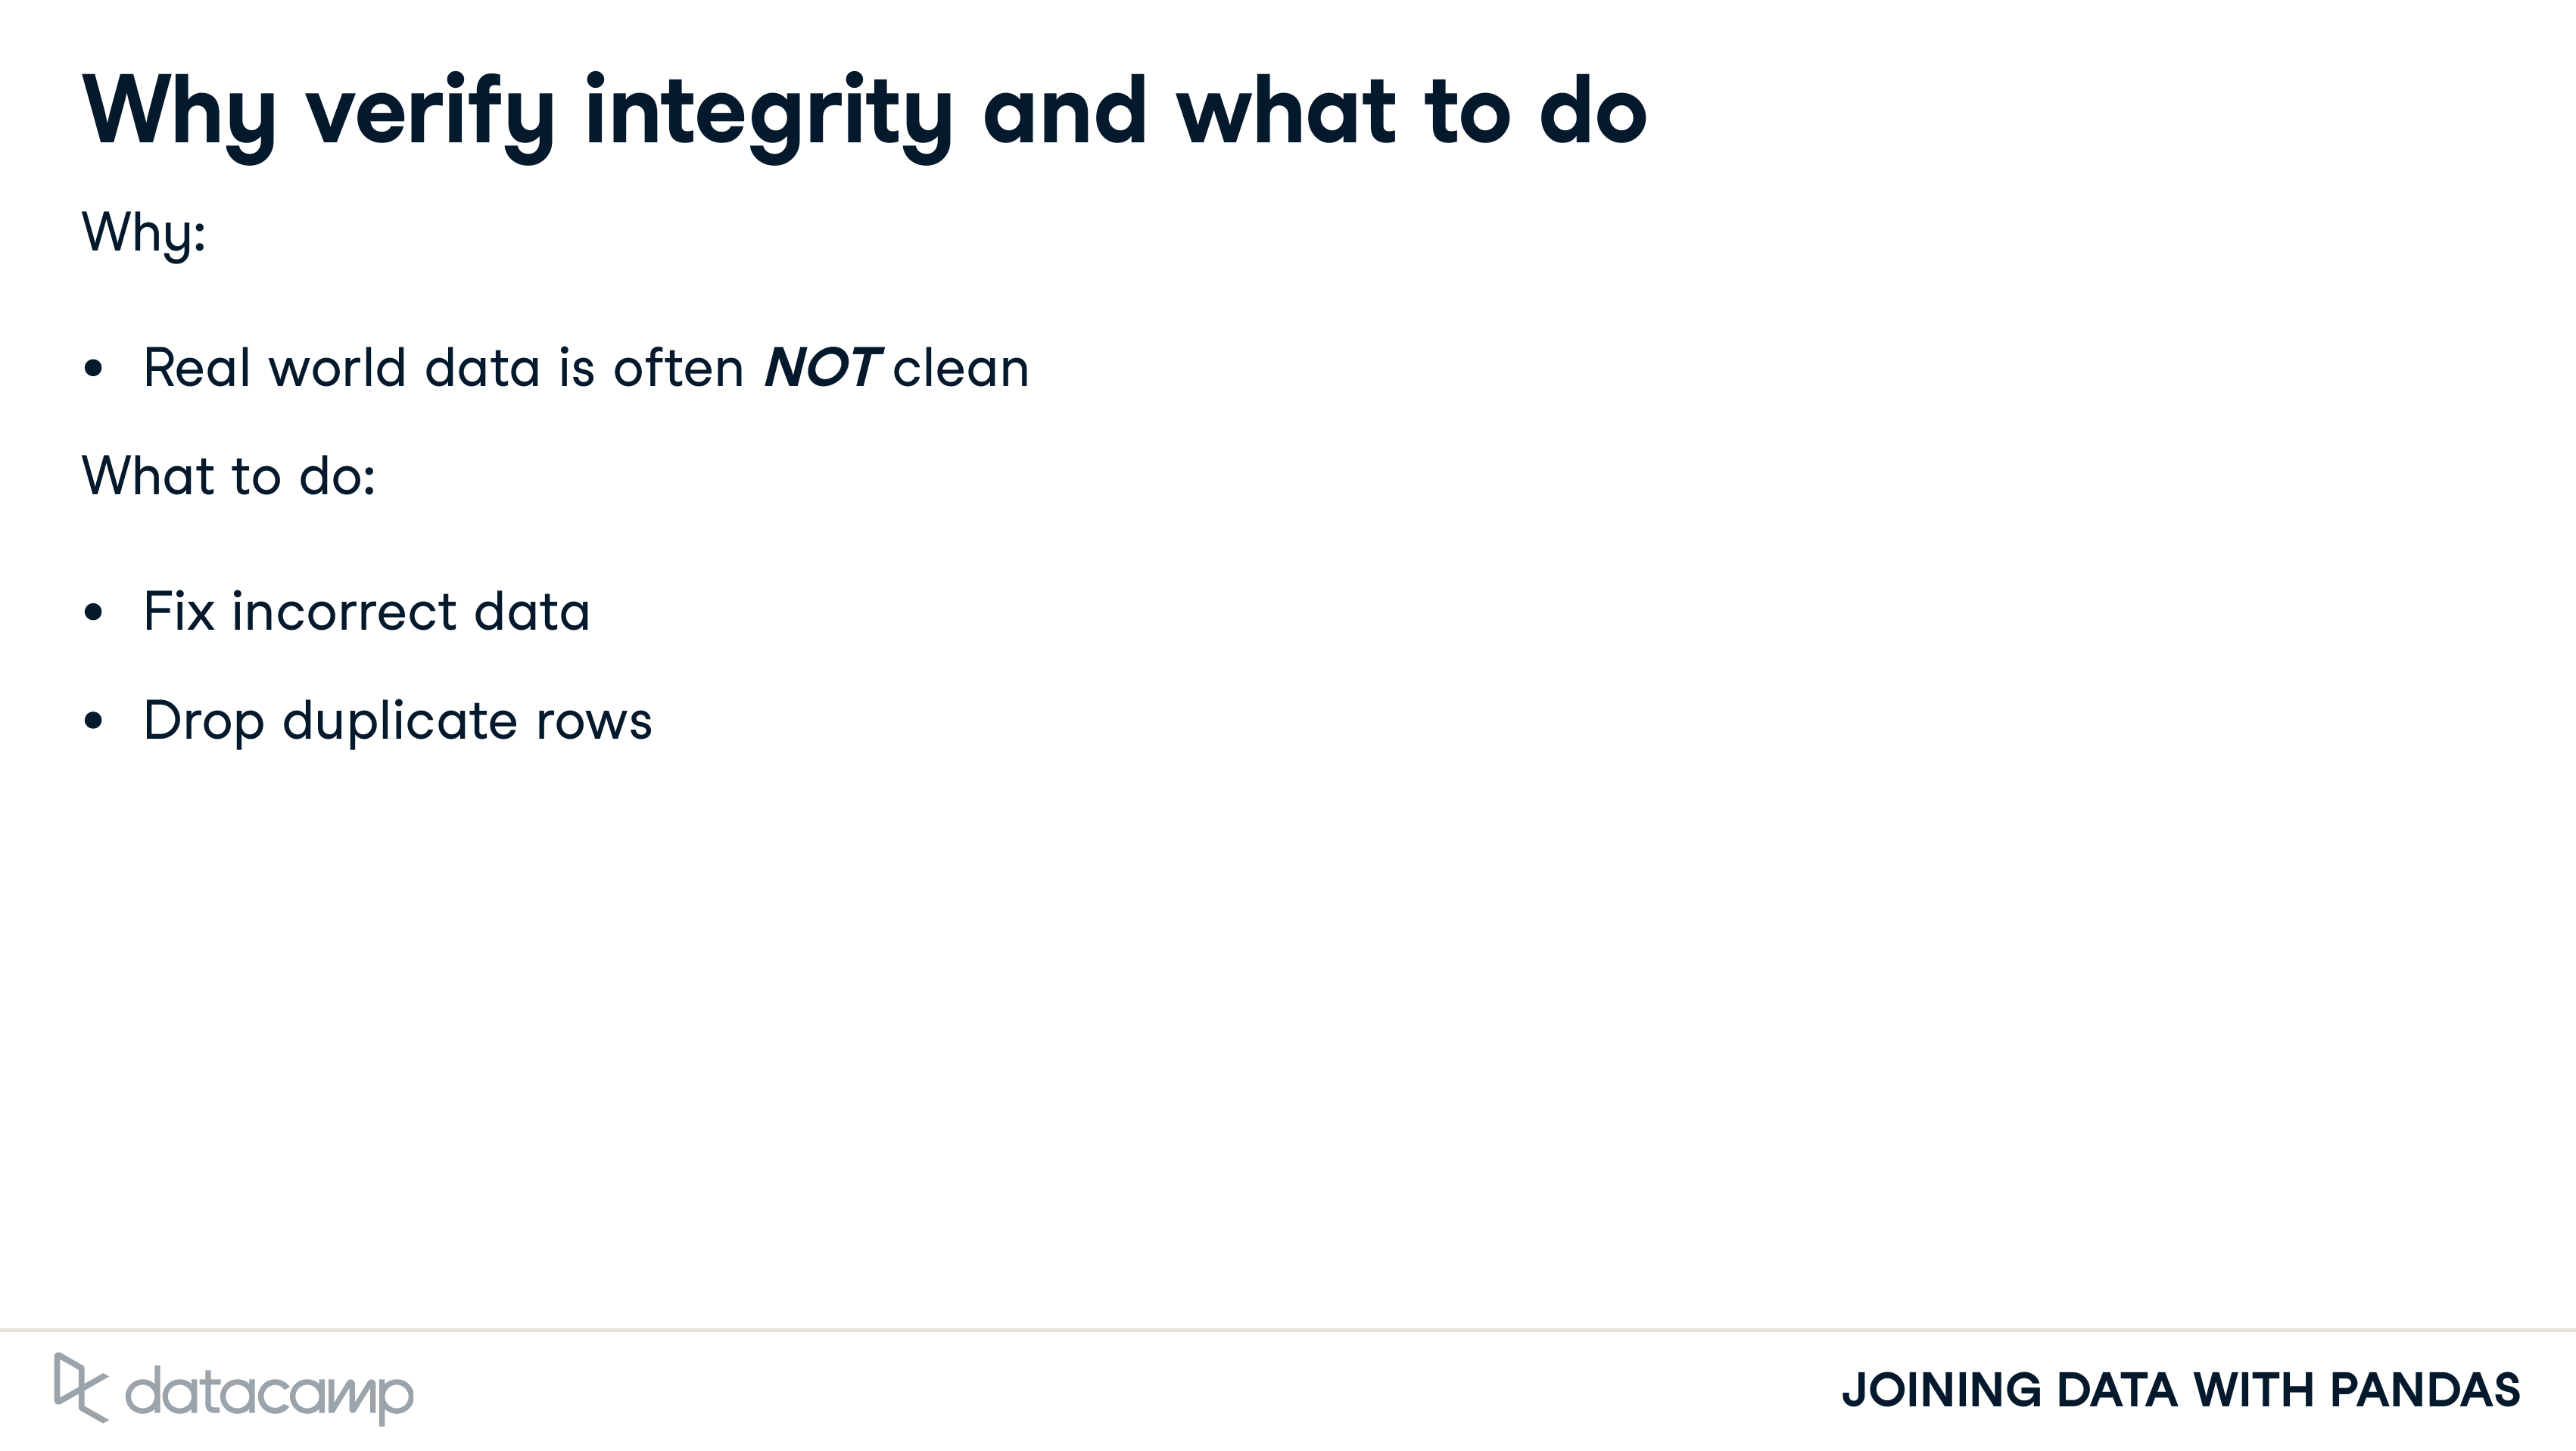 Why verify integrity and what to do
Why:
• Real world data is often NOT clean
What to do:
• Fix incorrect data
• Drop duplicate rows
datacamp
JOINING DATA WITH PANDAS